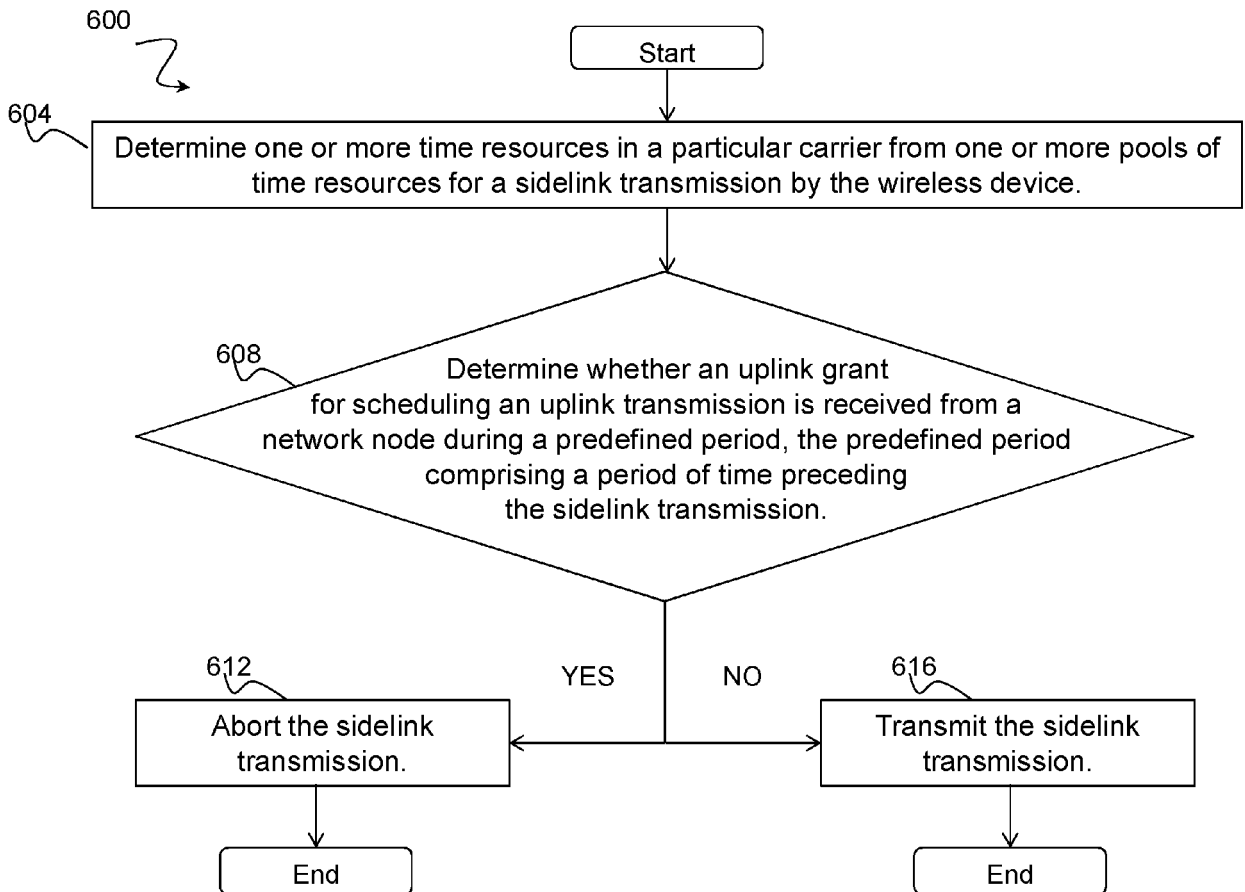 600
Start
604
Determine one or more time resources in a particular carrier from one or more pools of
time resources for a sidelink transmission by the wireless device.
608
Determine whether an uplink grant
for scheduling an uplink transmission is received from a
network node during a predefined period, the predefined period
comprising a period of time preceding
the sidelink transmission.
612
YES
NO
616
Abort the sidelink
transmission.
Transmit the sidelink
transmission.
End
End